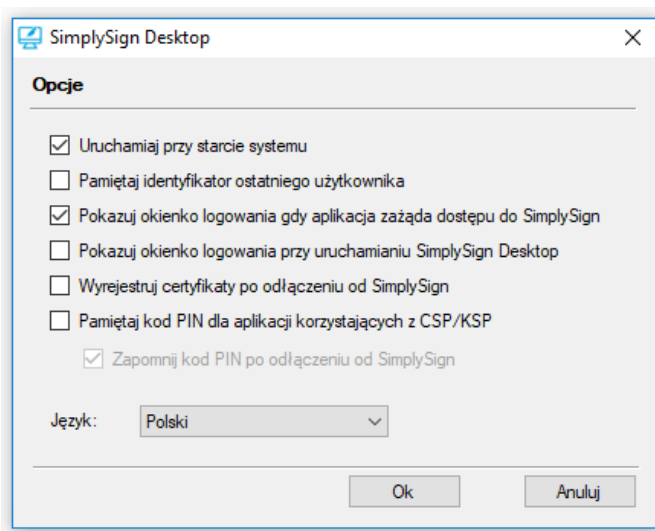 SimplySign Desktop
Opcje
Uruchamiaj przy starcie systemu
Pamiętaj identyfikator ostatniego użytkownika
Pokazuj okienko logowania gdy aplikacja zażąda dostępu do SimplySign
Pokazuj okienko logowania przy uruchamianiu SimplySign Desktop
Wyrejestruj certyfikaty po odłączeniu od SimplySign
Pamiętaj kod PIN dla aplikacji korzystających z CSP/KSP
Zapomnij kod PIN po odłączeniu od SimplySign
Język: Polski
Ok Anuluj